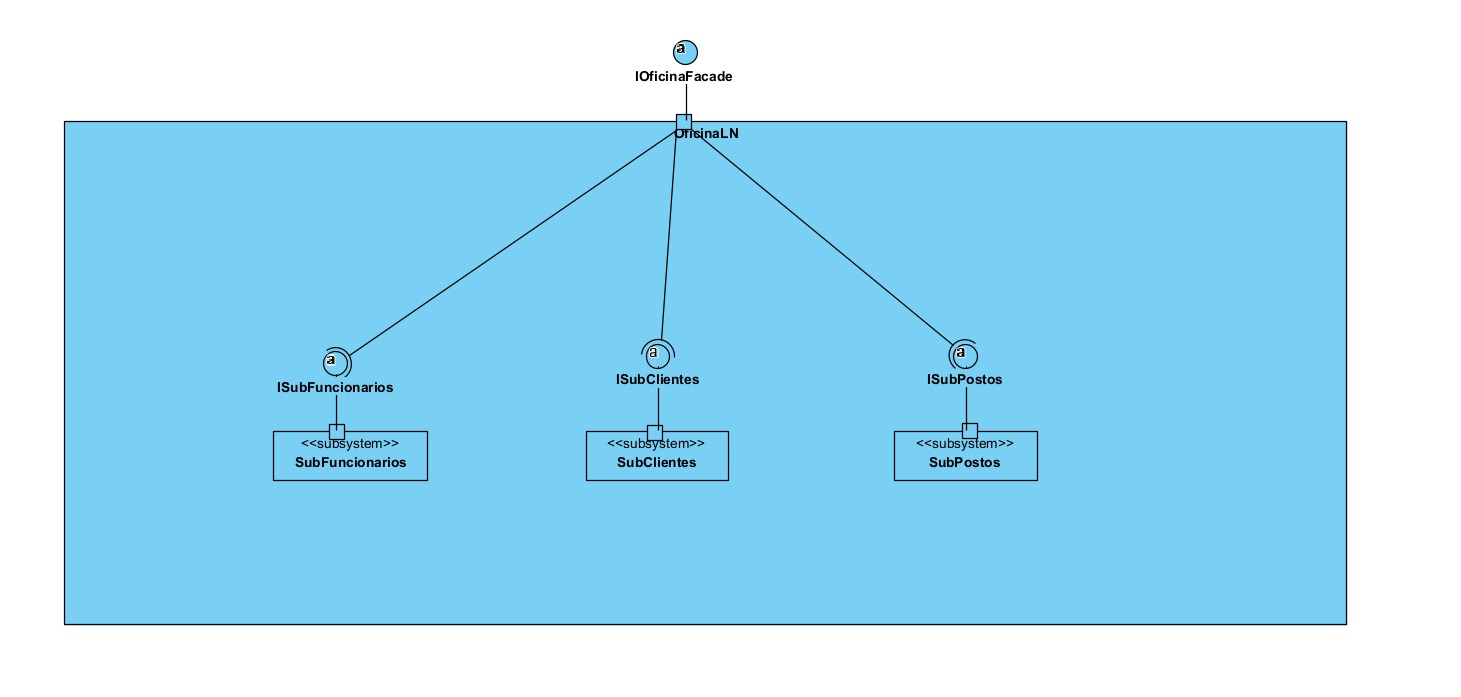 a
IOficinaFacade
OficinaLN
a
ISubFuncionarios
a
ISubClientes
a
ISubPostos
<<subsystem>>
SubFuncionarios
<<subsystem>>
SubClientes
<<subsystem>>
SubPostos